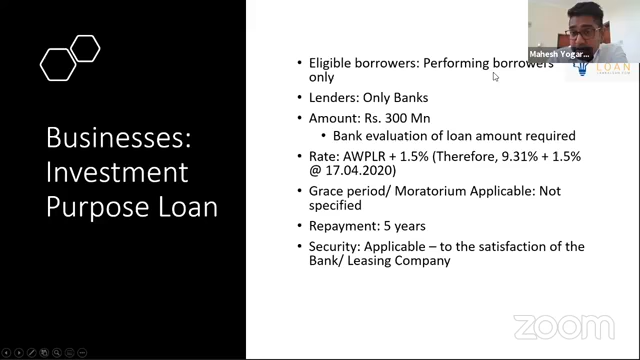 Mahesh Yogar...
LOAN
Businesses:
Investment
Purpose Loan
• Eligible borrowers: Performing borrowers
only
• Lenders: Only Banks
• Amount: Rs. 300 Mn
• Bank evaluation of loan amount required
• Rate: AWPLR + 1.5% (Therefore, 9.31% + 1.5%
@ 17.04.2020)
• Grace period/ Moratorium Applicable: Not
specified
• Repayment: 5 years
• Security: Applicable – to the satisfaction of the
Bank/ Leasing Company
zoom